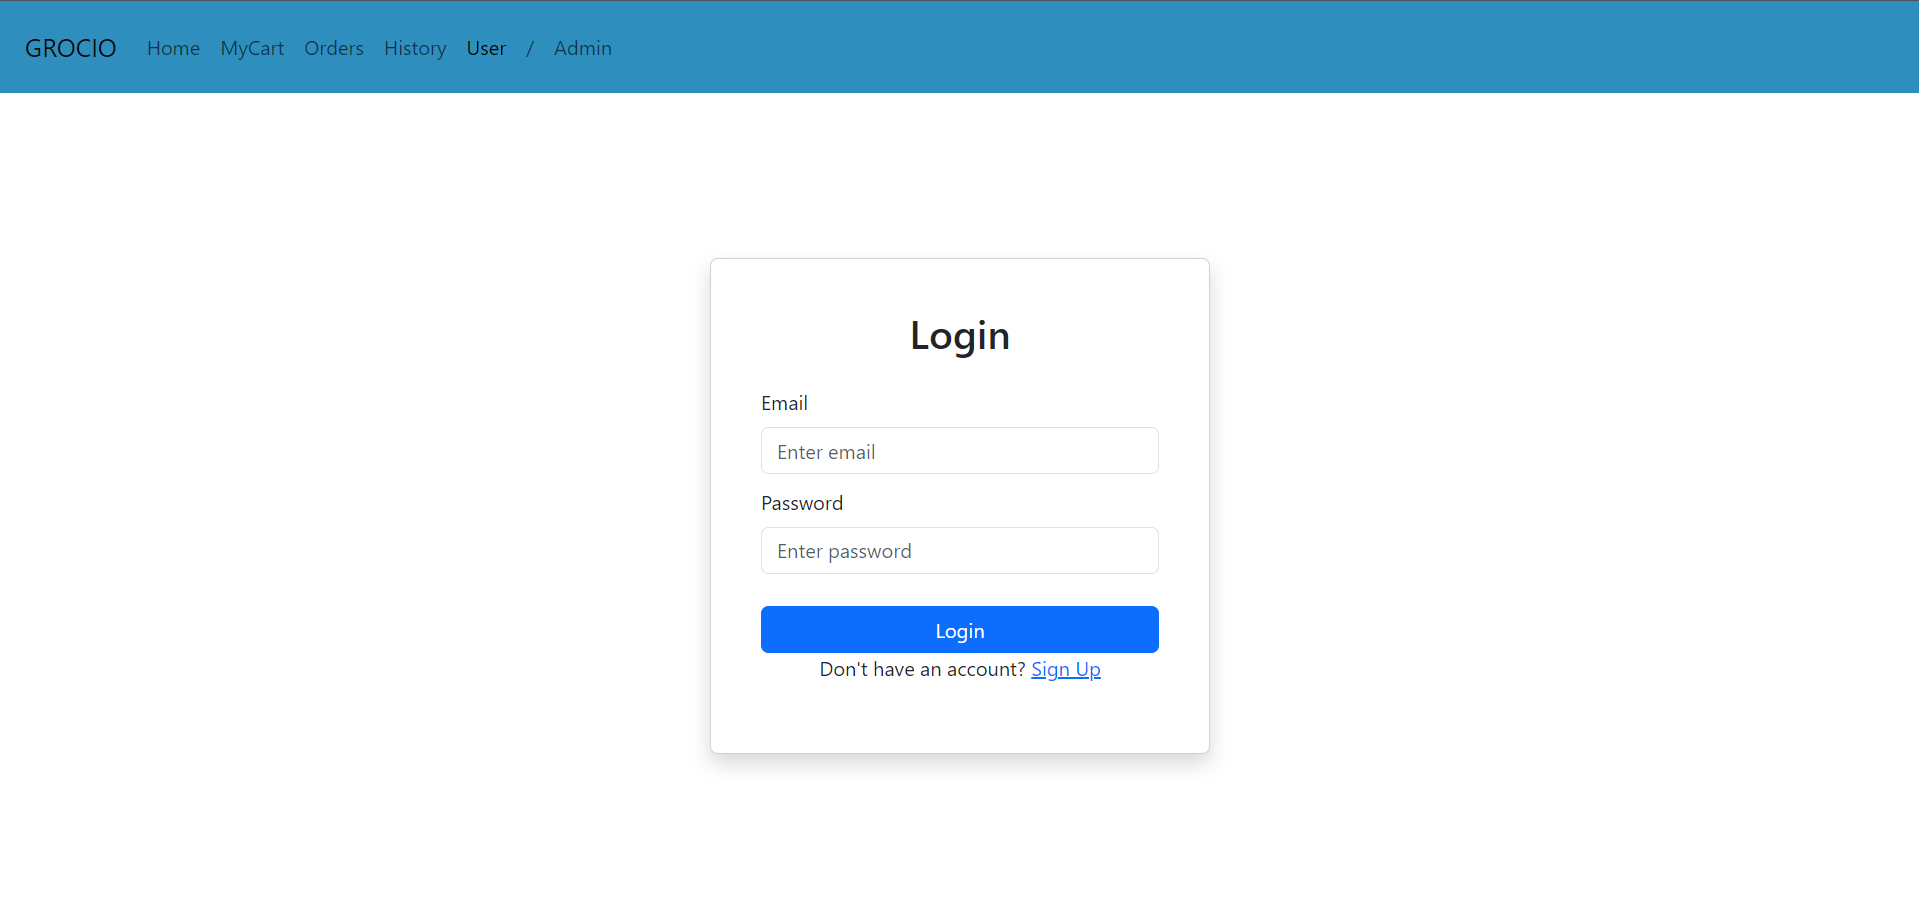 GROCIO Home MyCart Orders History User / Admin
Login
Email
Enter email
Password
Enter password
Login
Don't have an account? Sign Up